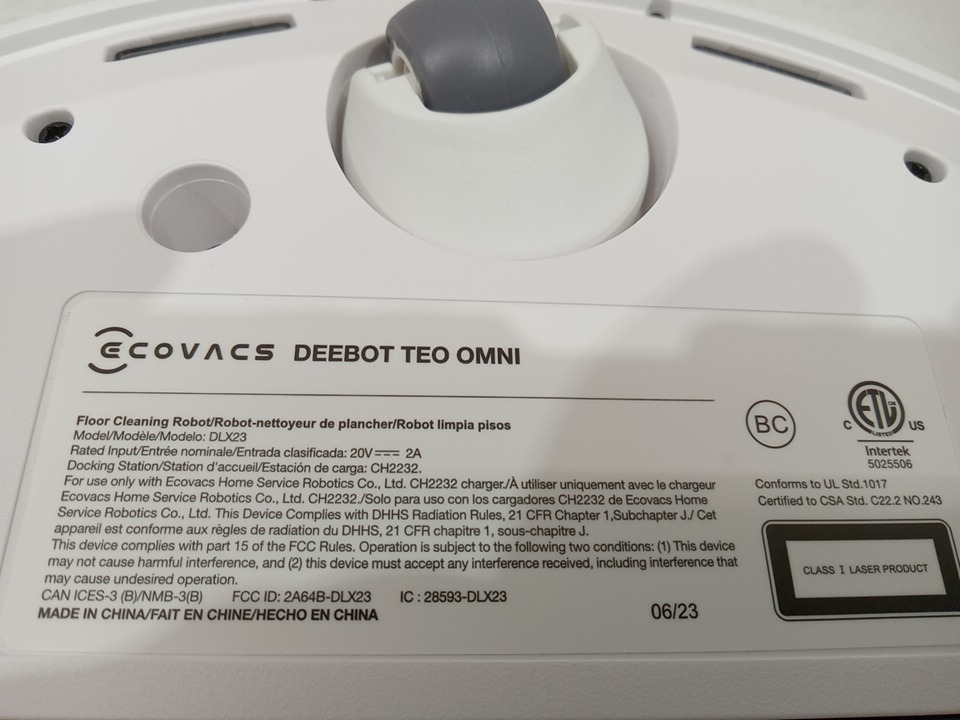 ECOVACS DEEBOT TEO OMNI
Floor Cleaning Robot/Robot-nettoyeur de plancher/Robot limpia pisos
Model/Modèle/Modelo: DLX23
Rated Input/Entrée nominale/Entrada clasificada: 20V⎓ 2A
Docking Station/Station d'accueil/Estación de carga: CH2232.
For use only with Ecovacs Home Service Robotics Co., Ltd. CH2232 charger./À utiliser uniquement avec le chargeur
Ecovacs Home Service Robotics Co., Ltd. CH2232./Solo para uso con los cargadores CH2232 de Ecovacs Home
Service Robotics Co., Ltd. This Device Complies with DHHS Radiation Rules, 21 CFR Chapter 1,Subchapter J./ Cet
appareil est conforme aux règles de radiation du DHHS, 21 CFR chapitre 1, sous-chapitre J.
This device complies with part 15 of the FCC Rules. Operation is subject to the following two conditions: (1) This device
may not cause harmful interference, and (2) this device must accept any interference received, including interference that
may cause undesired operation.
CAN ICES-3 (B)/NMB-3(B) FCC ID: 2A64B-DLX23 IC : 28593-DLX23
MADE IN CHINA/FAIT EN CHINE/HECHO EN CHINA
06/23
BC
C ETL CM LISTED US
Intertek
5025506
Conforms to UL Std.1017
Certified to CSA Std. C22.2 NO.243
CLASS I LASER PRODUCT